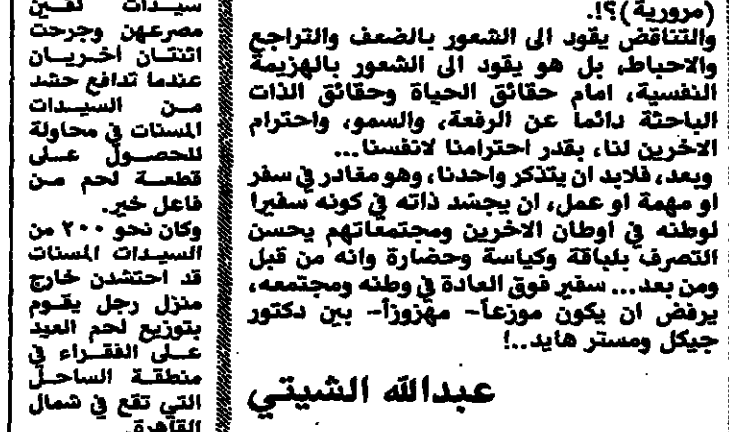 (مرورية)؟!.
والتناقض يقود الى الشعور بالضعف والتراجع
والاحباط، بل هو يقود الى الشعور بالهزيمة
النفسية، امام حقائق الحياة وحقائق الذات
الباحثة دائما عن الرفعة، والسمو، واحترام
الاخرين لنا، بقدر احترامنا لانفسنا...
وبعد، فلابد ان يتذكر واحدنا، وهو مغادر في سفر
او مهمة او عمل، ان يجسد ذاته في كونه سفيرا
لوطنه في اوطان الاخرين ومجتمعاتهم يحسن
التصرف بلباقة وكياسة وحضارة وانه من قبل
ومن بعد... سفير فوق العادة في وطنه ومجتمعه،
يرفض ان يكون موزعاً- مهزوزاً- بين دكتور
جيكل ومستر هايد..!
عبدالله الشيتي
سيدات لقين
مصرعهن وجرحت
اثنتان اخريان
عندما تدافع حشد
من السيدات
المسنات في محاولة
للحصول على
قطعة لحم من
فاعل خير.
وكان نحو ٢٠٠ من
السيدات المسنات
قد احتشدن خارج
منزل رجل يقوم
بتوزيع لحم العيد
على الفقراء في
منطقة الساحل
التي تقع في شمال
القاهرة.